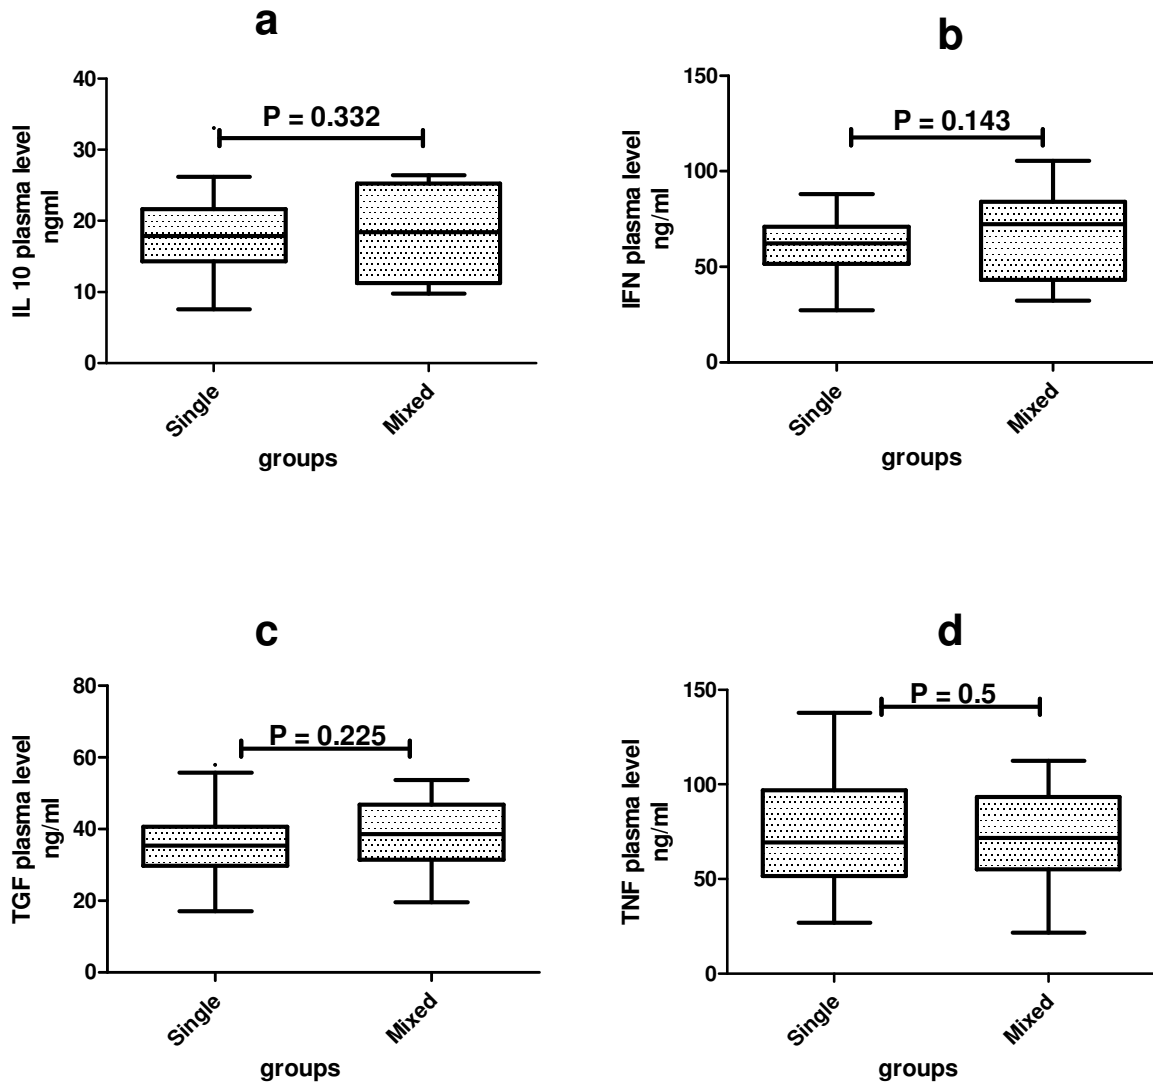 a
40
30
20
10
0
IL 10 plasma level
ngml
P = 0.332
Single
Mixed
groups
b
150
100
50
0
IFN plasma level
ng/ml
P = 0.143
Single
Mixed
groups
c
80
60
40
20
0
TGF plasma level
ng/ml
P = 0.225
Single
Mixed
groups
d
150
100
50
0
TNF plasma level
ng/ml
P = 0.5
Single
Mixed
groups